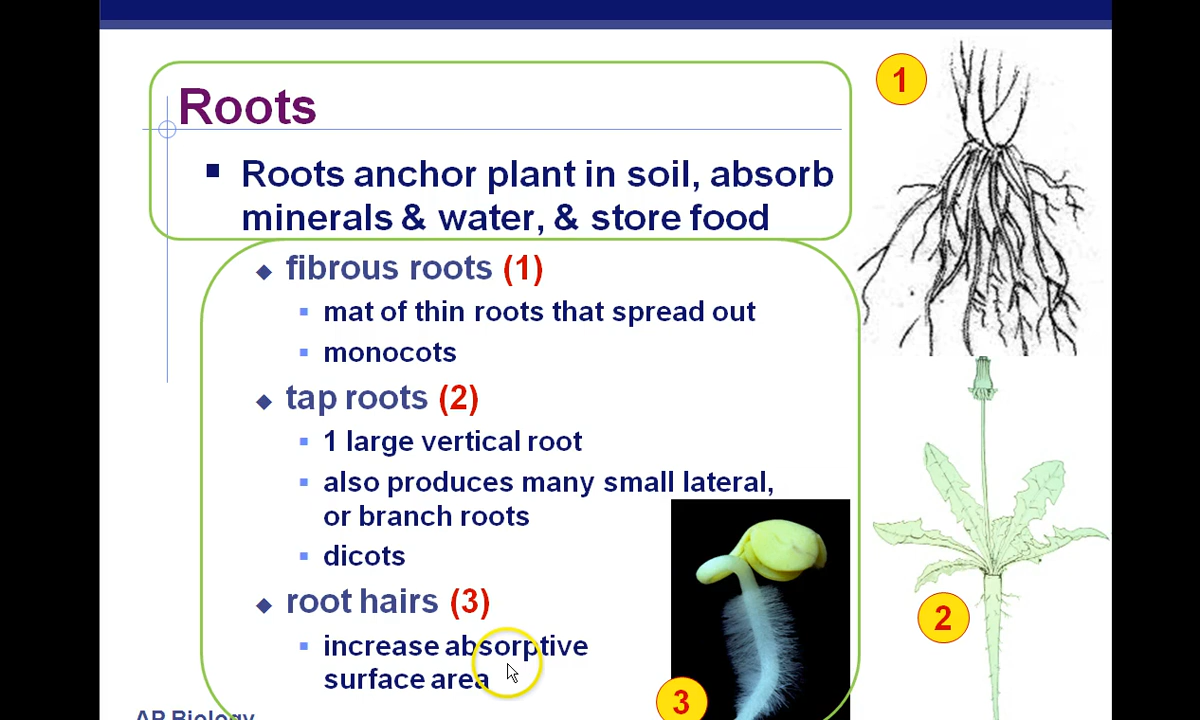 Roots
Roots anchor plant in soil, absorb
minerals & water, & store food
fibrous roots (1)
mat of thin roots that spread out
monocots
tap roots (2)
1 large vertical root
also produces many small lateral,
or branch roots
dicots
root hairs (3)
increase absorptive
surface area
AP Biology
1
2
3